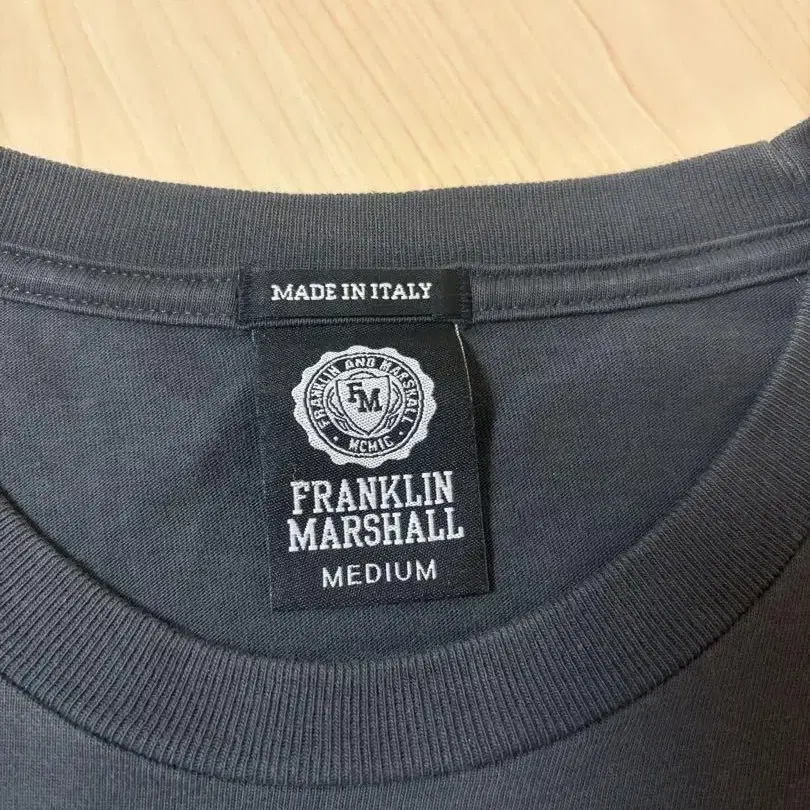 MADE IN ITALY
FRANKLIN AND MARSHALL
FM
· MCMIC ·
FRANKLIN
MARSHALL
MEDIUM